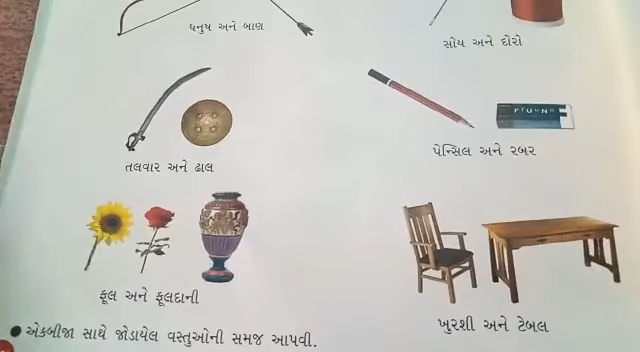 ધનુષ અને બાણ
સોય અને દોરો
તલવાર અને ઢાલ
પેન્સિલ અને રબર
ફૂલ અને ફૂલદાની
ખુરશી અને ટેબલ
● એકબીજા સાથે જોડાયેલ વસ્તુઓની સમજ આપવી.